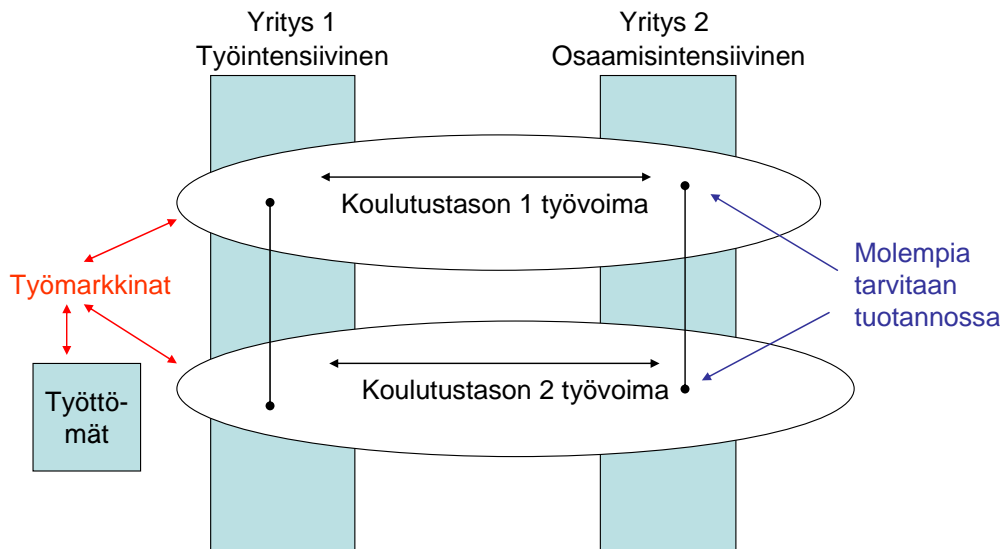 Yritys 1
Työintensiivinen
Yritys 2
Osaamisintensiivinen
Koulutustason 1 työvoima
Työmarkkinat
Molempia
tarvitaan
tuotannossa
Koulutustason 2 työvoima
Työttö-
mät